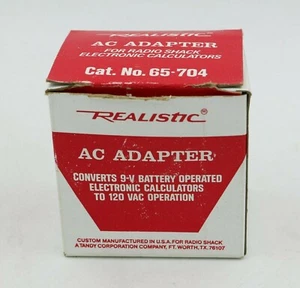 AC ADAPTER
FOR RADIO SHACK
ELECTRONIC CALCULATORS
Cat. No. 65-704
REALISTIC®
AC ADAPTER
CONVERTS 9-V BATTERY OPERATED
ELECTRONIC CALCULATORS
TO 120 VAC OPERATION
CUSTOM MANUFACTURED IN U.S.A. FOR RADIO SHACK
A TANDY CORPORATION COMPANY, FT. WORTH, TX. 76107